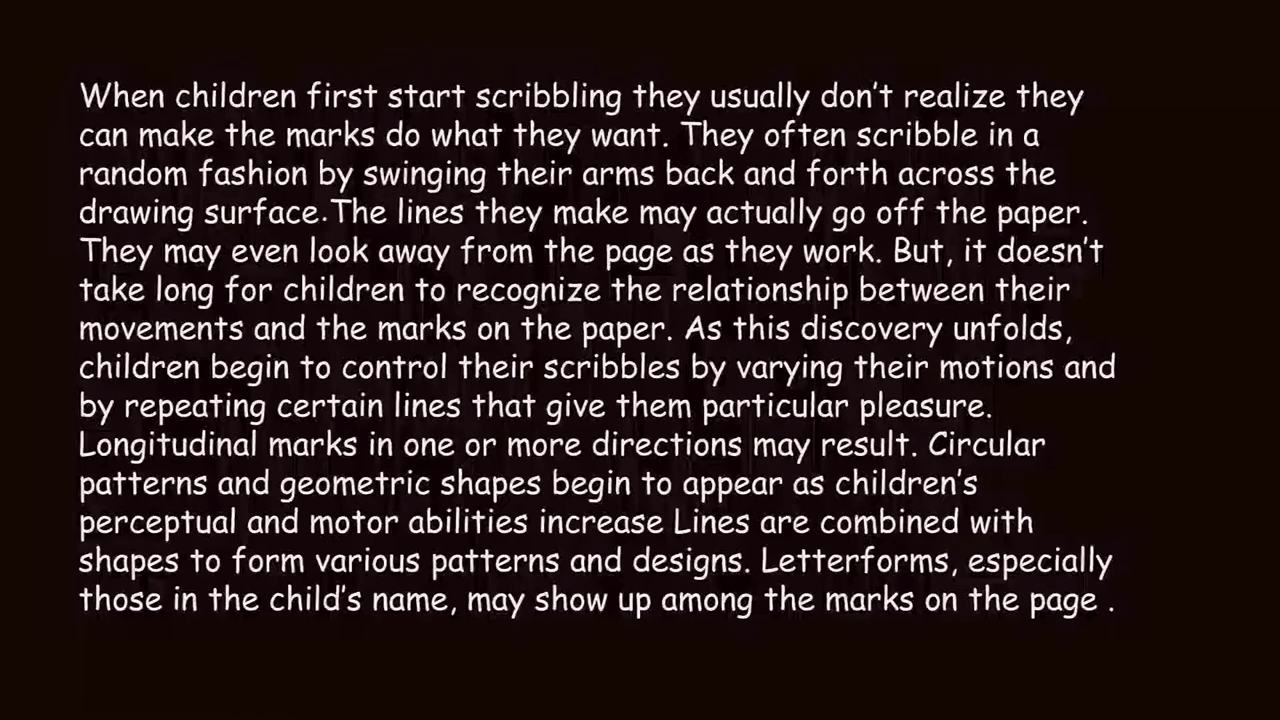 When children first start scribbling they usually don’t realize they
can make the marks do what they want. They often scribble in a
random fashion by swinging their arms back and forth across the
drawing surface.The lines they make may actually go off the paper.
They may even look away from the page as they work. But, it doesn’t
take long for children to recognize the relationship between their
movements and the marks on the paper. As this discovery unfolds,
children begin to control their scribbles by varying their motions and
by repeating certain lines that give them particular pleasure.
Longitudinal marks in one or more directions may result. Circular
patterns and geometric shapes begin to appear as children’s
perceptual and motor abilities increase Lines are combined with
shapes to form various patterns and designs. Letterforms, especially
those in the child’s name, may show up among the marks on the page .